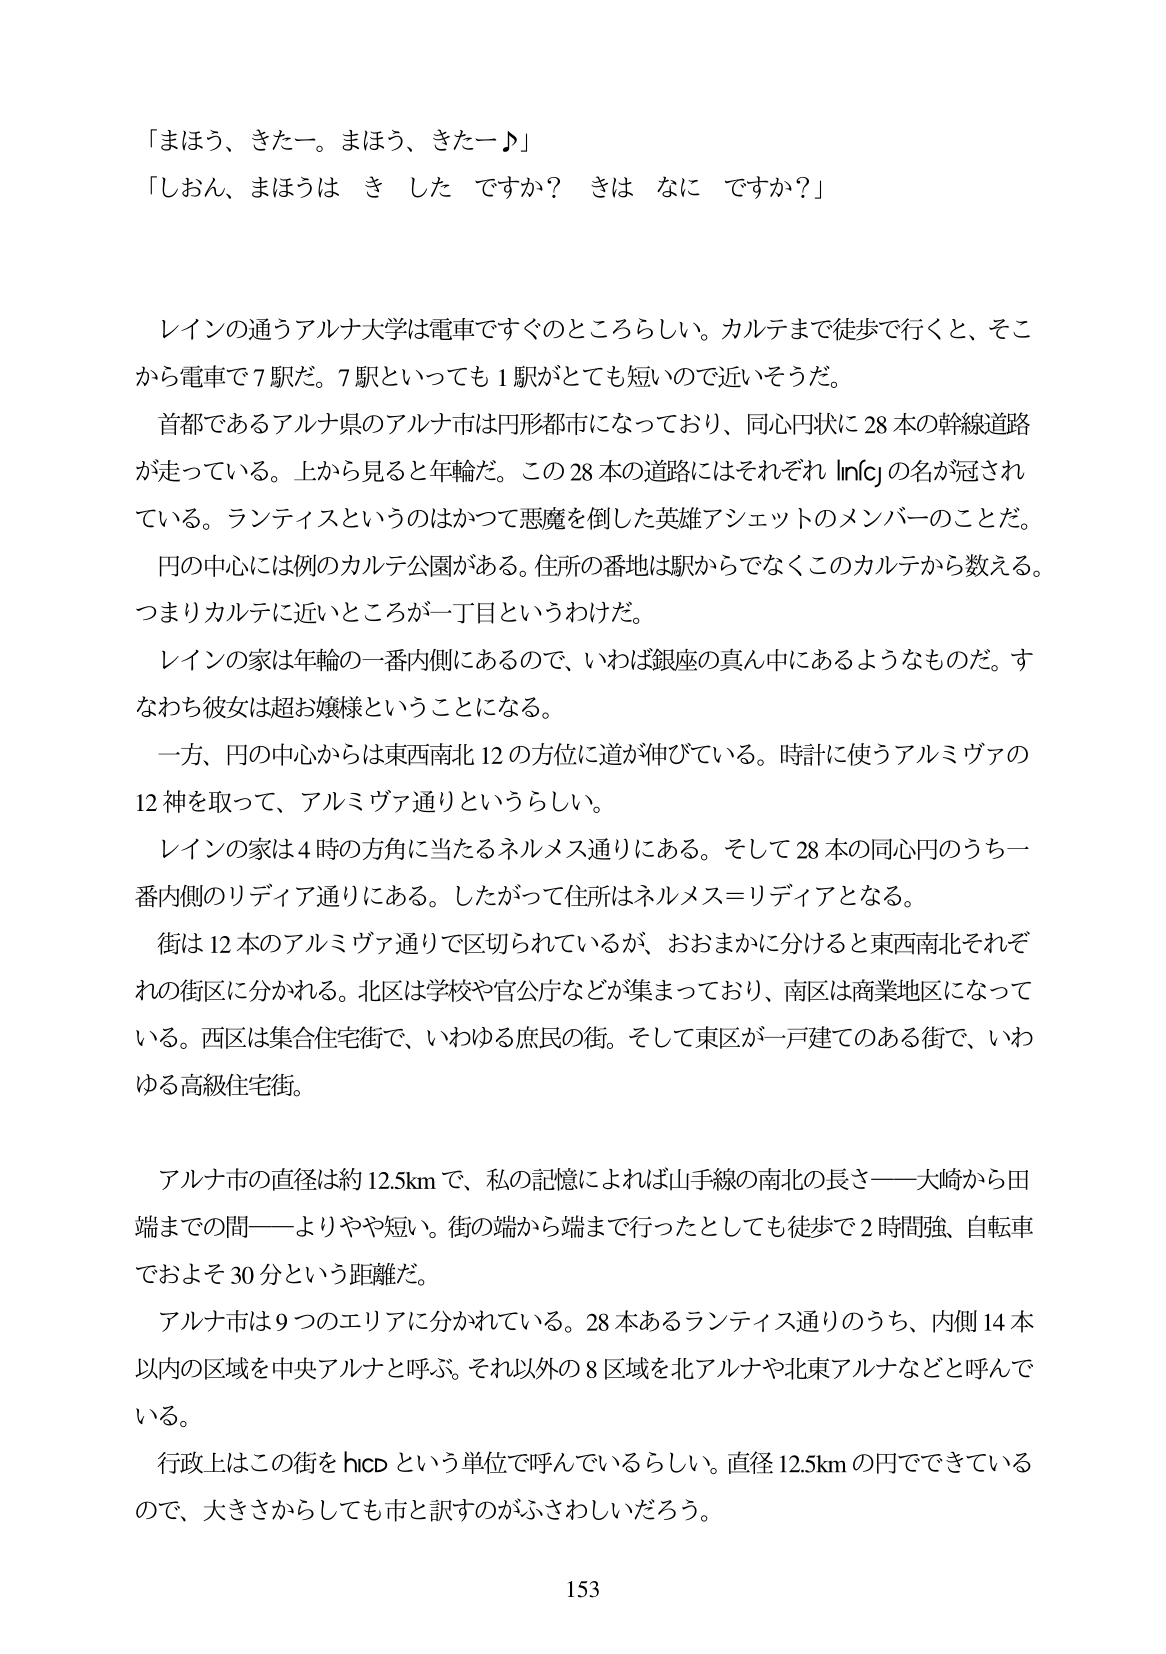 「まほう、きたー。まほう、きたー♪」
「しおん、まほうは　き　した　ですか？　きは　なに　ですか？」
レインの通うアルナ大学は電車ですぐのところらしい。カルテまで徒歩で行くと、そこ
から電車で 7 駅だ。7 駅といっても 1 駅がとても短いので近いそうだ。
首都であるアルナ県のアルナ市は円形都市になっており、同心円状に 28 本の幹線道路
が走っている。上から見ると年輪だ。この 28 本の道路にはそれぞれ の名が冠され
ている。ランティスというのはかつて悪魔を倒した英雄アシェットのメンバーのことだ。
円の中心には例のカルテ公園がある。住所の番地は駅からでなくこのカルテから数える。
つまりカルテに近いところが一丁目というわけだ。
レインの家は年輪の一番内側にあるので、いわば銀座の真ん中にあるようなものだ。す
なわち彼女は超お嬢様ということになる。
一方、円の中心からは東西南北 12 の方位に道が伸びている。時計に使うアルミヴァの
12 神を取って、アルミヴァ通りというらしい。
レインの家は 4 時の方角に当たるネルメス通りにある。そして 28 本の同心円のうち一
番内側のリディア通りにある。したがって住所はネルメス＝リディアとなる。
街は 12 本のアルミヴァ通りで区切られているが、おおまかに分けると東西南北それぞ
れの街区に分かれる。北区は学校や官公庁などが集まっており、南区は商業地区になって
いる。西区は集合住宅街で、いわゆる庶民の街。そして東区が一戸建てのある街で、いわ
ゆる高級住宅街。
アルナ市の直径は約 12.5km で、私の記憶によれば山手線の南北の長さ――大崎から田
端までの間――よりやや短い。街の端から端まで行ったとしても徒歩で 2 時間強、自転車
でおよそ 30 分という距離だ。
アルナ市は 9 つのエリアに分かれている。28 本あるランティス通りのうち、内側 14 本
以内の区域を中央アルナと呼ぶ。それ以外の 8 区域を北アルナや北東アルナなどと呼んで
いる。
行政上はこの街を という単位で呼んでいるらしい。直径 12.5km の円でできている
ので、大きさからしても市と訳すのがふさわしいだろう。
153